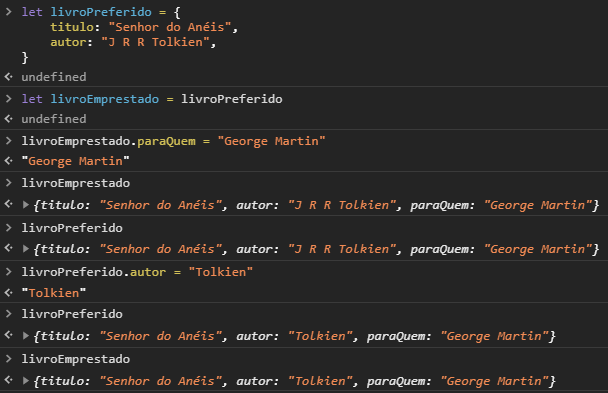 > let livroPreferido = {
    titulo: "Senhor do Anéis",
    autor: "J R R Tolkien",
}
undefined
> let livroEmprestado = livroPreferido
undefined
> livroEmprestado.paraQuem = "George Martin"
"George Martin"
> livroEmprestado
{titulo: "Senhor do Anéis", autor: "J R R Tolkien", paraQuem: "George Martin"}
> livroPreferido
{titulo: "Senhor do Anéis", autor: "J R R Tolkien", paraQuem: "George Martin"}
> livroPreferido.autor = "Tolkien"
"Tolkien"
> livroPreferido
{titulo: "Senhor do Anéis", autor: "Tolkien", paraQuem: "George Martin"}
> livroEmprestado
{titulo: "Senhor do Anéis", autor: "Tolkien", paraQuem: "George Martin"}